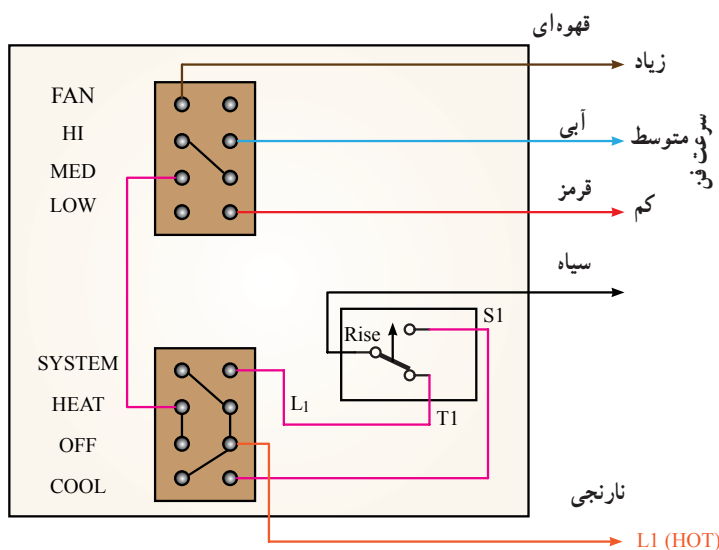 قهوه‌ای
زیاد
FAN
HI
آبی
متوسط
سرعت فن
MED
LOW
قرمز
کم
سیاه
S1
Rise
SYSTEM
HEAT
L1
T1
OFF
COOL
نارنجی
L1 (HOT)